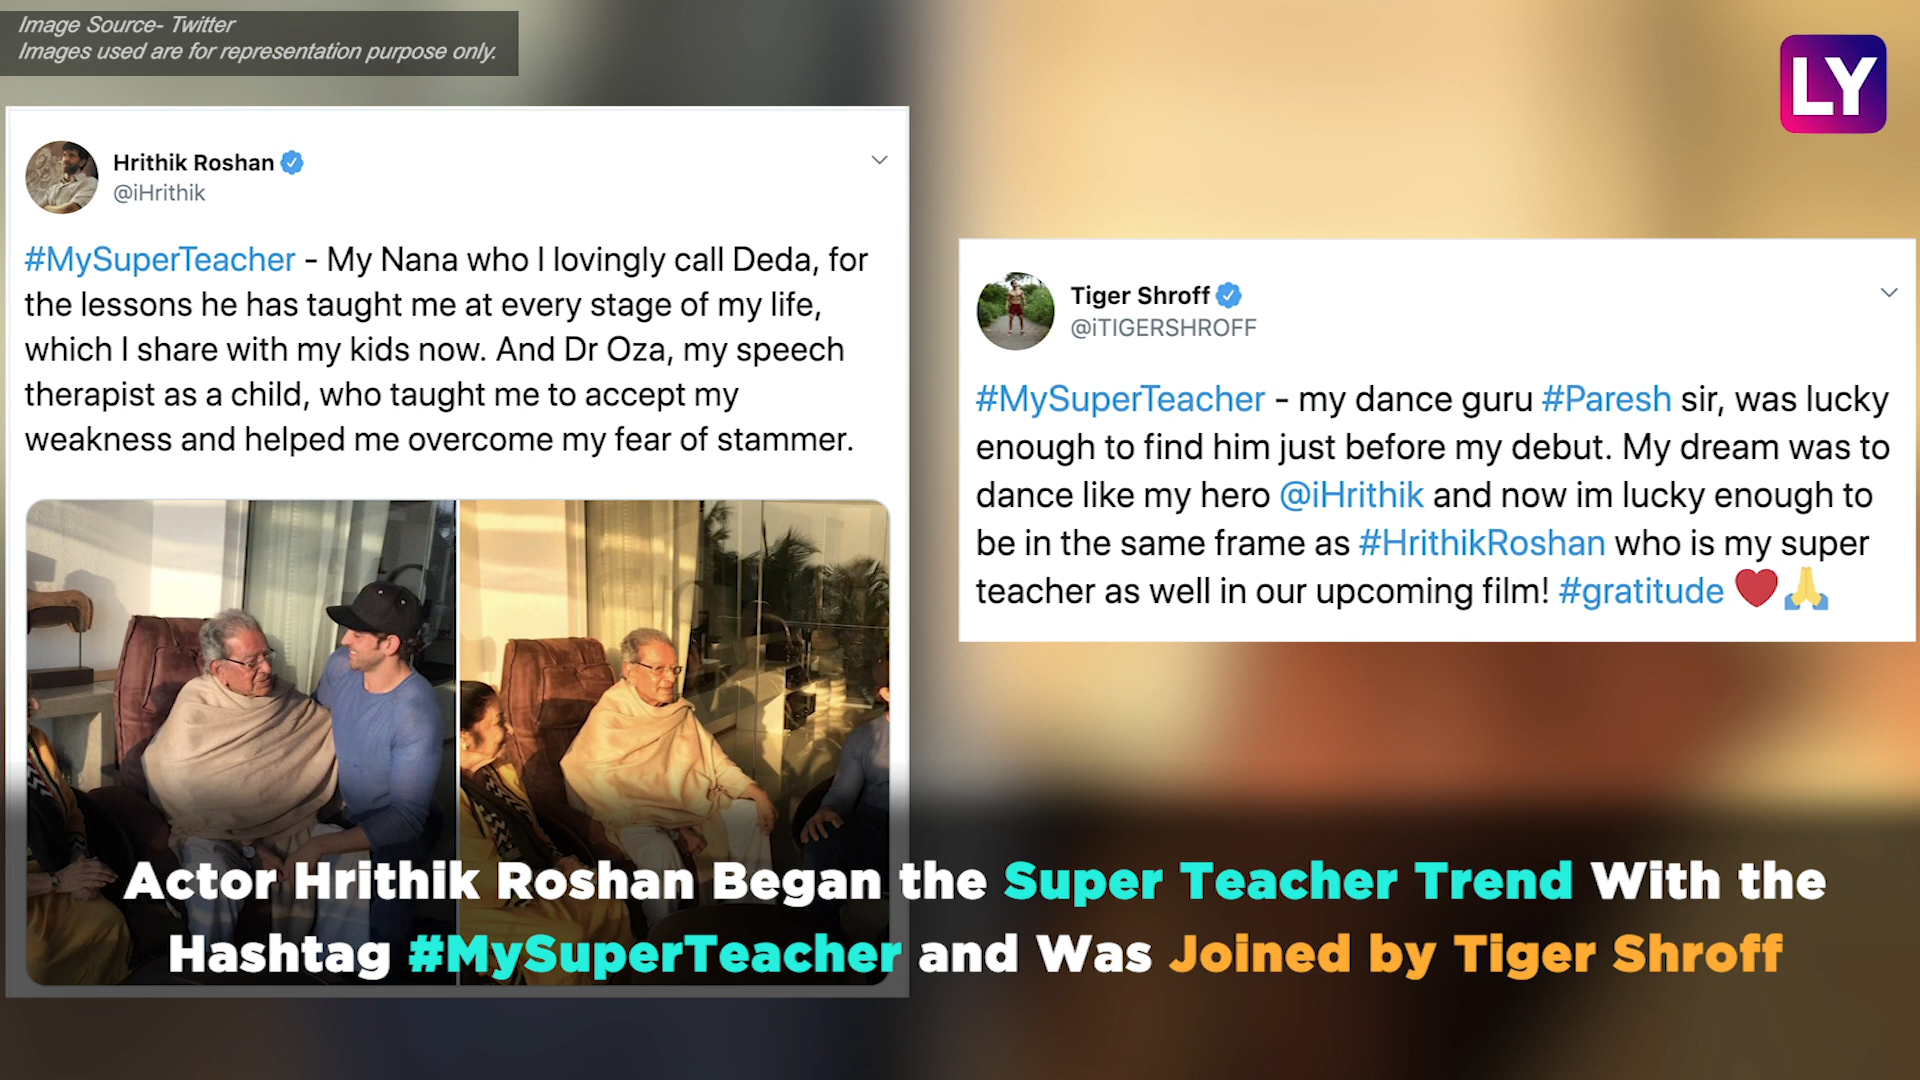 Image Source- Twitter
Images used are for representation purpose only.
LY
Hrithik Roshan
@iHrithik
#MySuperTeacher - My Nana who I lovingly call Deda, for
the lessons he has taught me at every stage of my life,
which I share with my kids now. And Dr Oza, my speech
therapist as a child, who taught me to accept my
weakness and helped me overcome my fear of stammer.
Tiger Shroff
@iTIGERSHROFF
#MySuperTeacher - my dance guru #Paresh sir, was lucky
enough to find him just before my debut. My dream was to
dance like my hero @iHrithik and now im lucky enough to
be in the same frame as #HrithikRoshan who is my super
teacher as well in our upcoming film! #gratitude ❤️🙏
Actor Hrithik Roshan Began the Super Teacher Trend With the
Hashtag #MySuperTeacher and Was Joined by Tiger Shroff